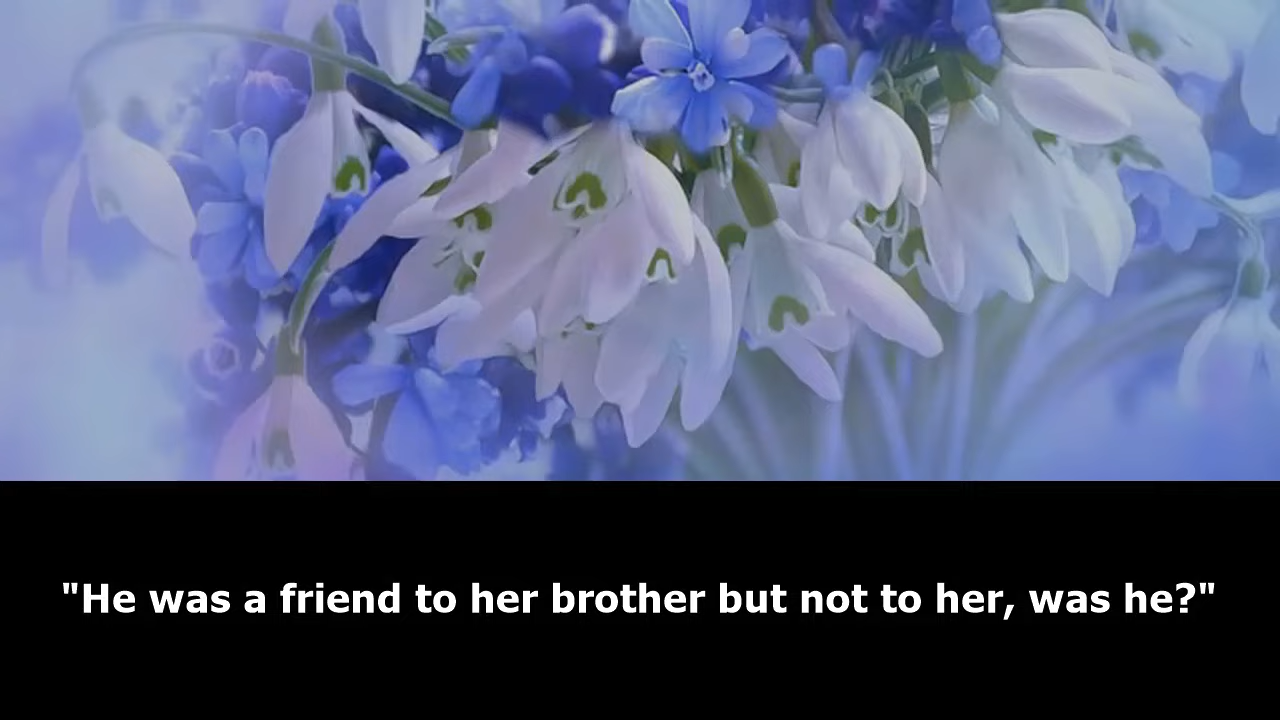 "He was a friend to her brother but not to her, was he?"